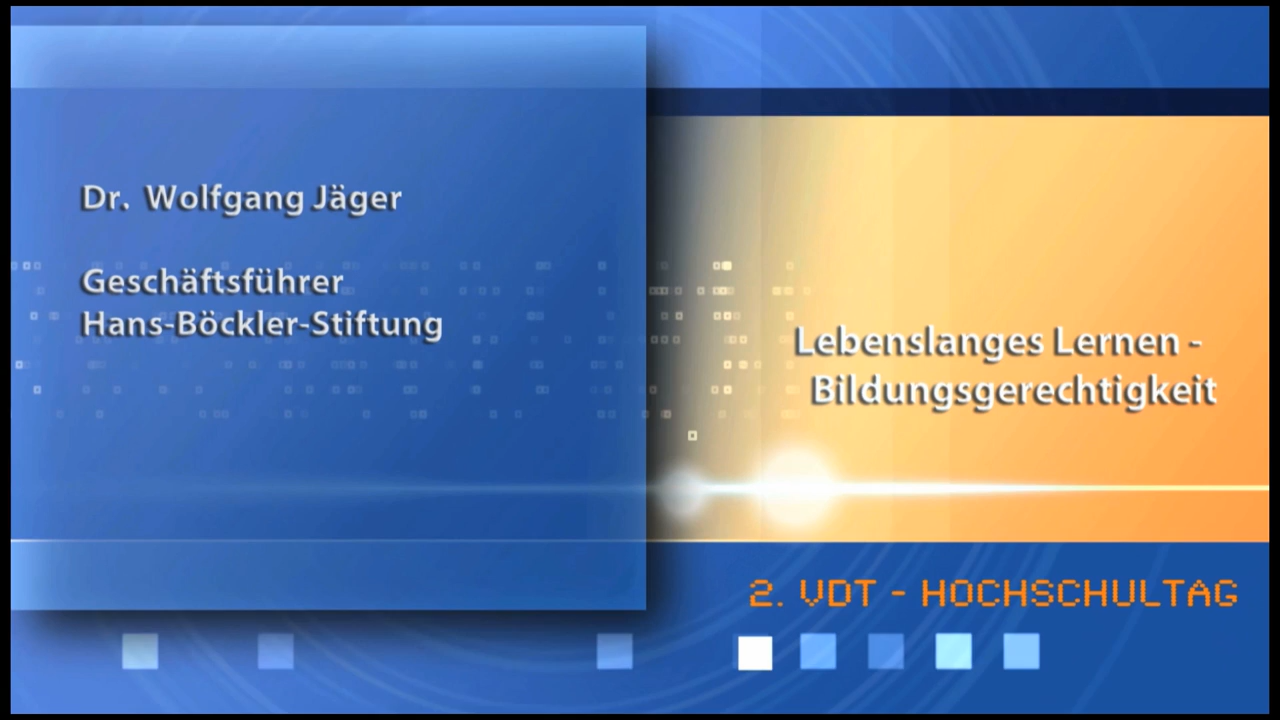 Dr. Wolfgang Jäger
Geschäftsführer
Hans-Böckler-Stiftung
Lebenslanges Lernen -
Bildungsgerechtigkeit
2. VDT - HOCHSCHULTAG